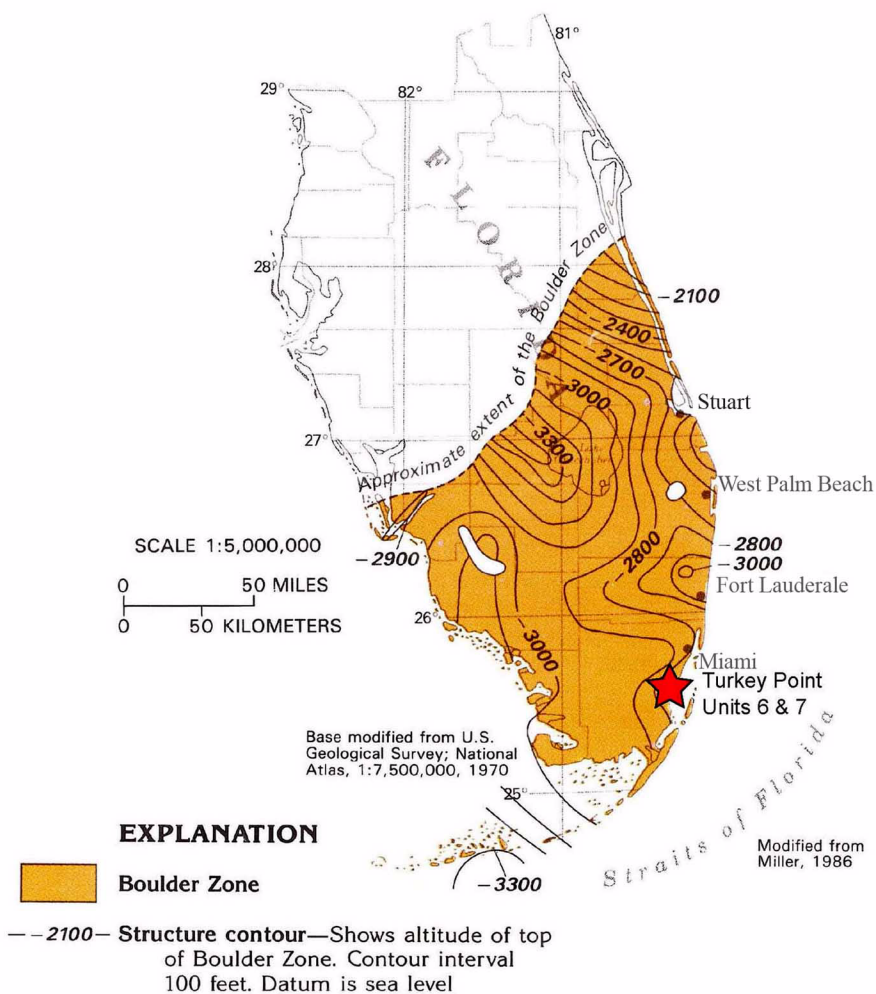 81°
29°
82°
FLORIDA
28°
Approximate extent of the Boulder Zone
-2100
-2400
-2700
-3000
Stuart
27°
-3300
West Palm Beach
SCALE 1:5,000,000
-2900
-2800
-2800
-3000
0 50 MILES
Fort Lauderale
0 50 KILOMETERS
26°
-3000
Miami
Turkey Point
Units 6 & 7
Base modified from U.S.
Geological Survey; National
Atlas, 1:7,500,000, 1970
25°
Straits of Florida
EXPLANATION
Modified from
Miller, 1986
Boulder Zone
-3300
— –2100— Structure contour—Shows altitude of top
of Boulder Zone. Contour interval
100 feet. Datum is sea level